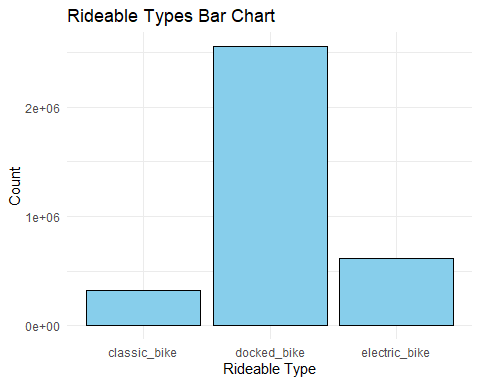 Rideable Types Bar Chart
Count
2e+06
1e+06
0e+00
classic_bike docked_bike electric_bike
Rideable Type